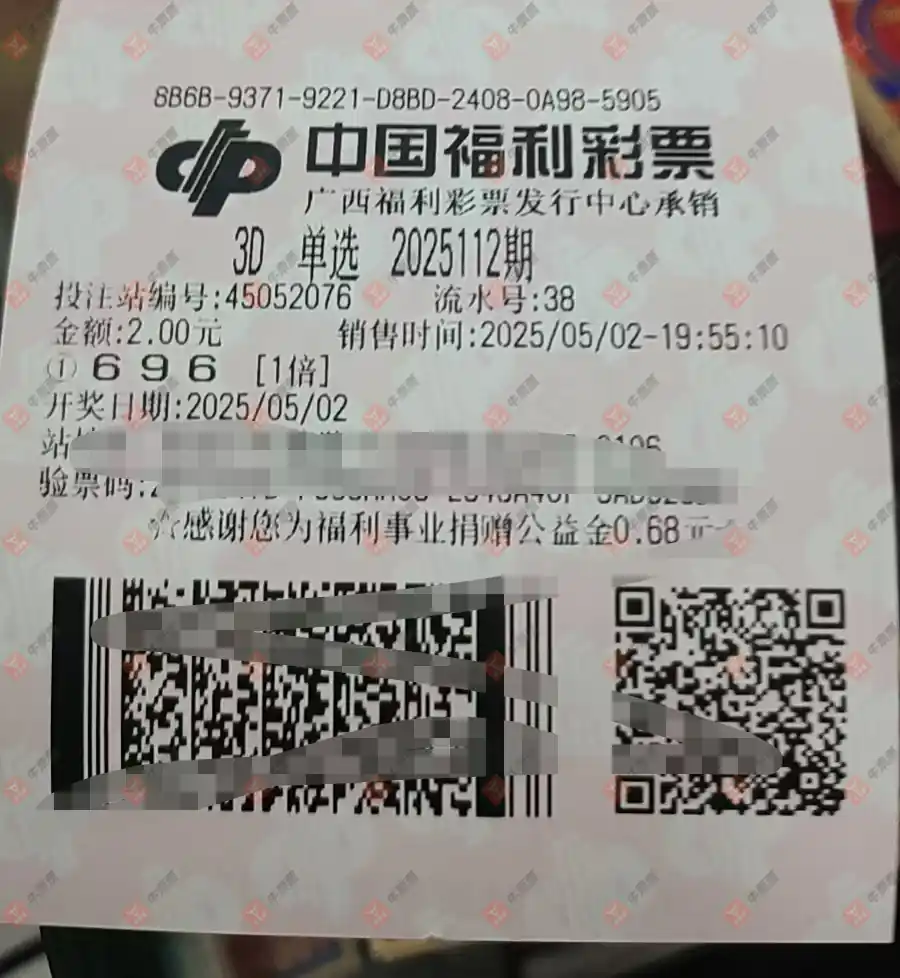 8B6B-9371-9221-D8BD-2408-0A98-5905
中国福利彩票
广西福利彩票发行中心承销
3D 单选 2025112期
投注站编号:45052076 流水号:38
金额:2.00元 销售时间:2025/05/02-19:55:10
① 6 9 6 [1倍]
开奖日期:2025/05/02
站
验票码:
☆感谢您为福利事业捐赠公益金0.68元